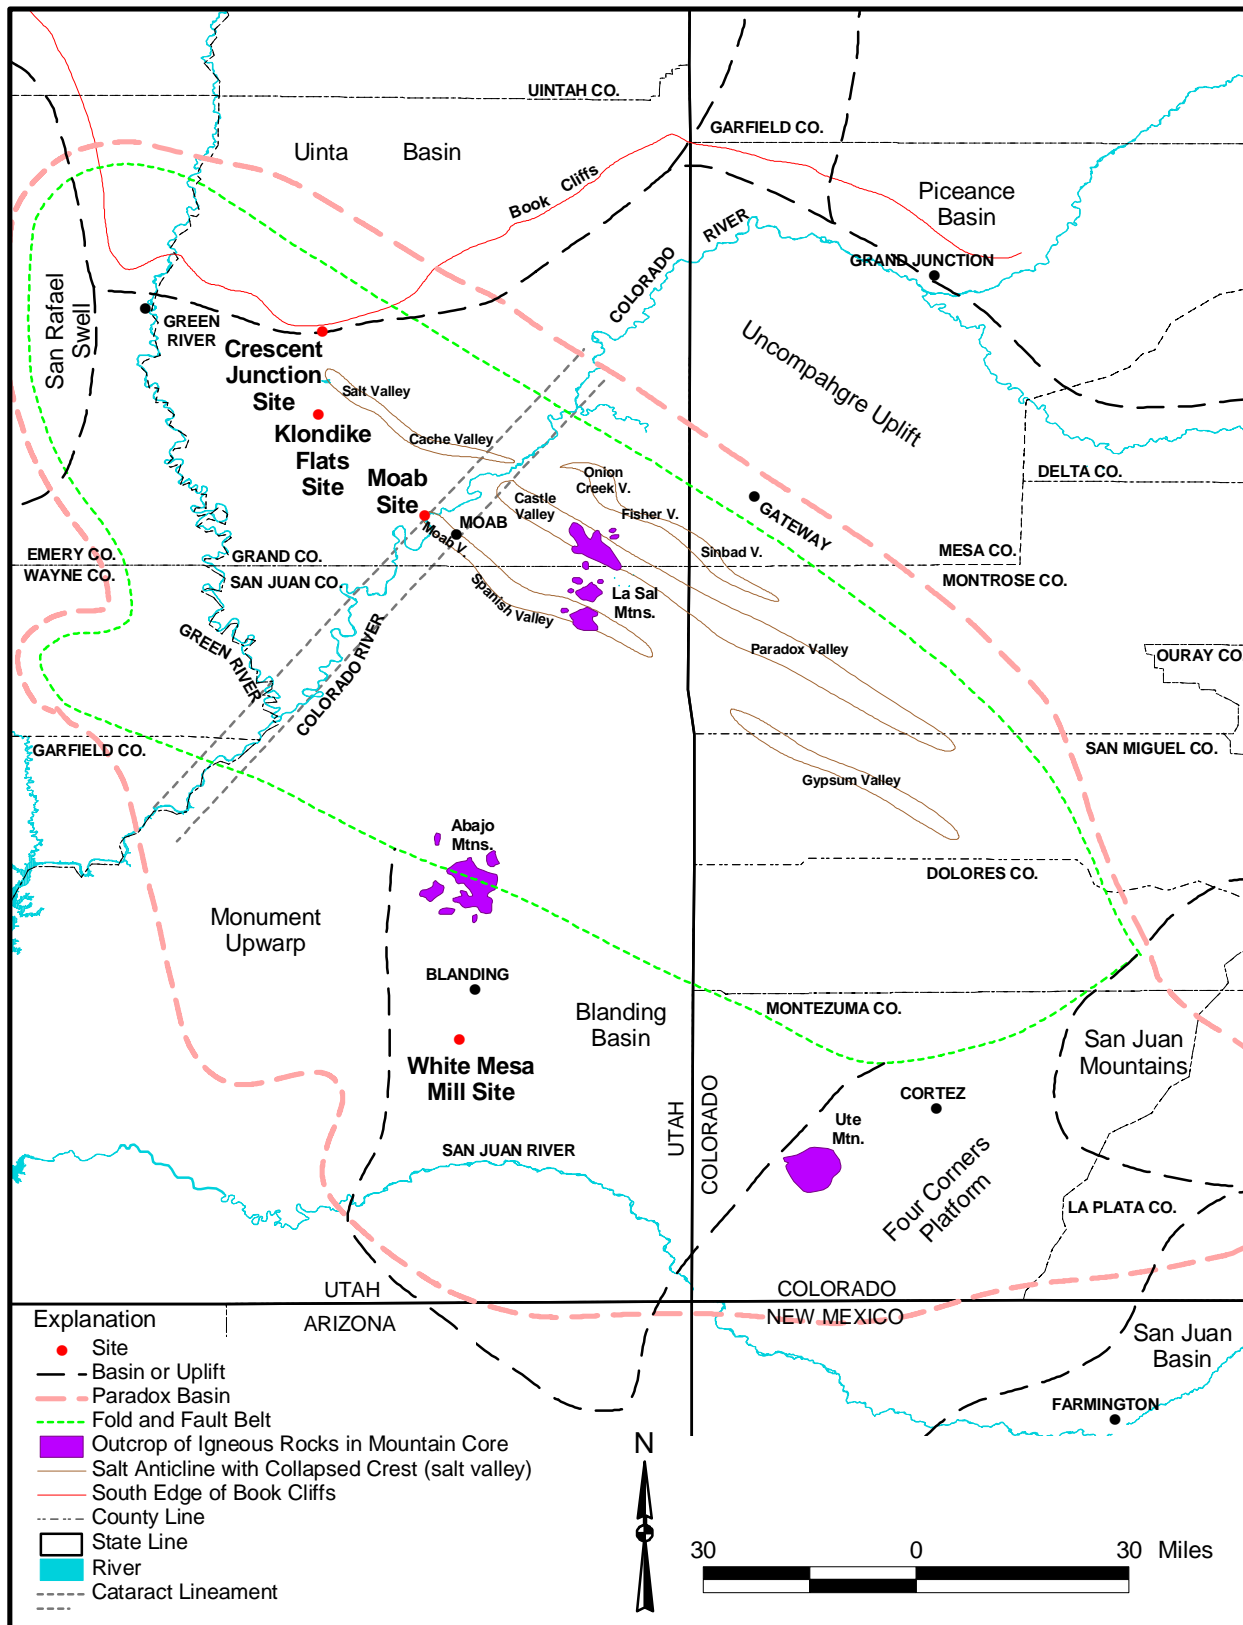 UINTAH CO.
GARFIELD CO.
Uinta Basin
Book Cliffs
Piceance
Basin
COLORADO RIVER
GRAND JUNCTION
San Rafael
Swell
GREEN
RIVER
Crescent
Junction
Site
Uncompahgre Uplift
Salt Valley
Klondike
Flats
Site
Cache Valley
Onion
Creek V.
DELTA CO.
Moab
Site
Castle
Valley
Fisher V.
GATEWAY
MOAB
Moab V.
Sinbad V.
EMERY CO.
WAYNE CO.
GRAND CO.
SAN JUAN CO.
MESA CO.
MONTROSE CO.
La Sal
Mtns.
Spanish Valley
GREEN RIVER
COLORADO RIVER
Paradox Valley
OURAY CO.
GARFIELD CO.
SAN MIGUEL CO.
Gypsum Valley
Abajo
Mtns.
DOLORES CO.
Monument
Upwarp
BLANDING
Blanding
Basin
MONTEZUMA CO.
San Juan
Mountains
White Mesa
Mill Site
CORTEZ
Ute
Mtn.
UTAH
COLORADO
SAN JUAN RIVER
Four Corners
Platform
LA PLATA CO.
UTAH
COLORADO
ARIZONA
NEW MEXICO
San Juan
Basin
FARMINGTON
Explanation
Site
Basin or Uplift
Paradox Basin
Fold and Fault Belt
Outcrop of Igneous Rocks in Mountain Core
Salt Anticline with Collapsed Crest (salt valley)
South Edge of Book Cliffs
County Line
State Line
River
Cataract Lineament
N
30 0 30 Miles